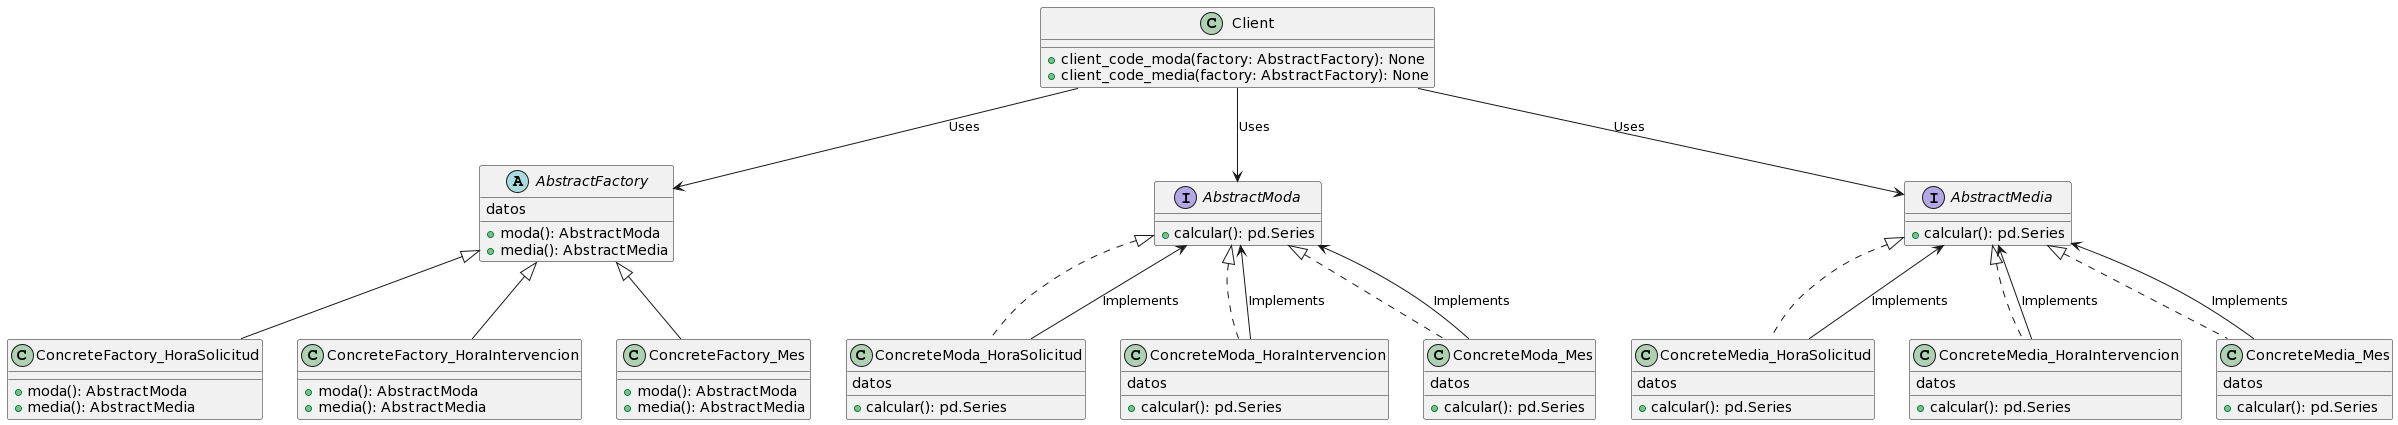 C Client
client_code_moda(factory: AbstractFactory): None
client_code_media(factory: AbstractFactory): None
Uses
Uses
Uses
A AbstractFactory
datos
moda(): AbstractModa
media(): AbstractMedia
I AbstractModa
calcular(): pd.Series
I AbstractMedia
calcular(): pd.Series
Implements
Implements
Implements
Implements
Implements
Implements
C ConcreteFactory_HoraSolicitud
moda(): AbstractModa
media(): AbstractMedia
C ConcreteFactory_HoraIntervencion
moda(): AbstractModa
media(): AbstractMedia
C ConcreteFactory_Mes
moda(): AbstractModa
media(): AbstractMedia
C ConcreteModa_HoraSolicitud
datos
calcular(): pd.Series
C ConcreteModa_HoraIntervencion
datos
calcular(): pd.Series
C ConcreteModa_Mes
datos
calcular(): pd.Series
C ConcreteMedia_HoraSolicitud
datos
calcular(): pd.Series
C ConcreteMedia_HoraIntervencion
datos
calcular(): pd.Series
C ConcreteMedia_Mes
datos
calcular(): pd.Series